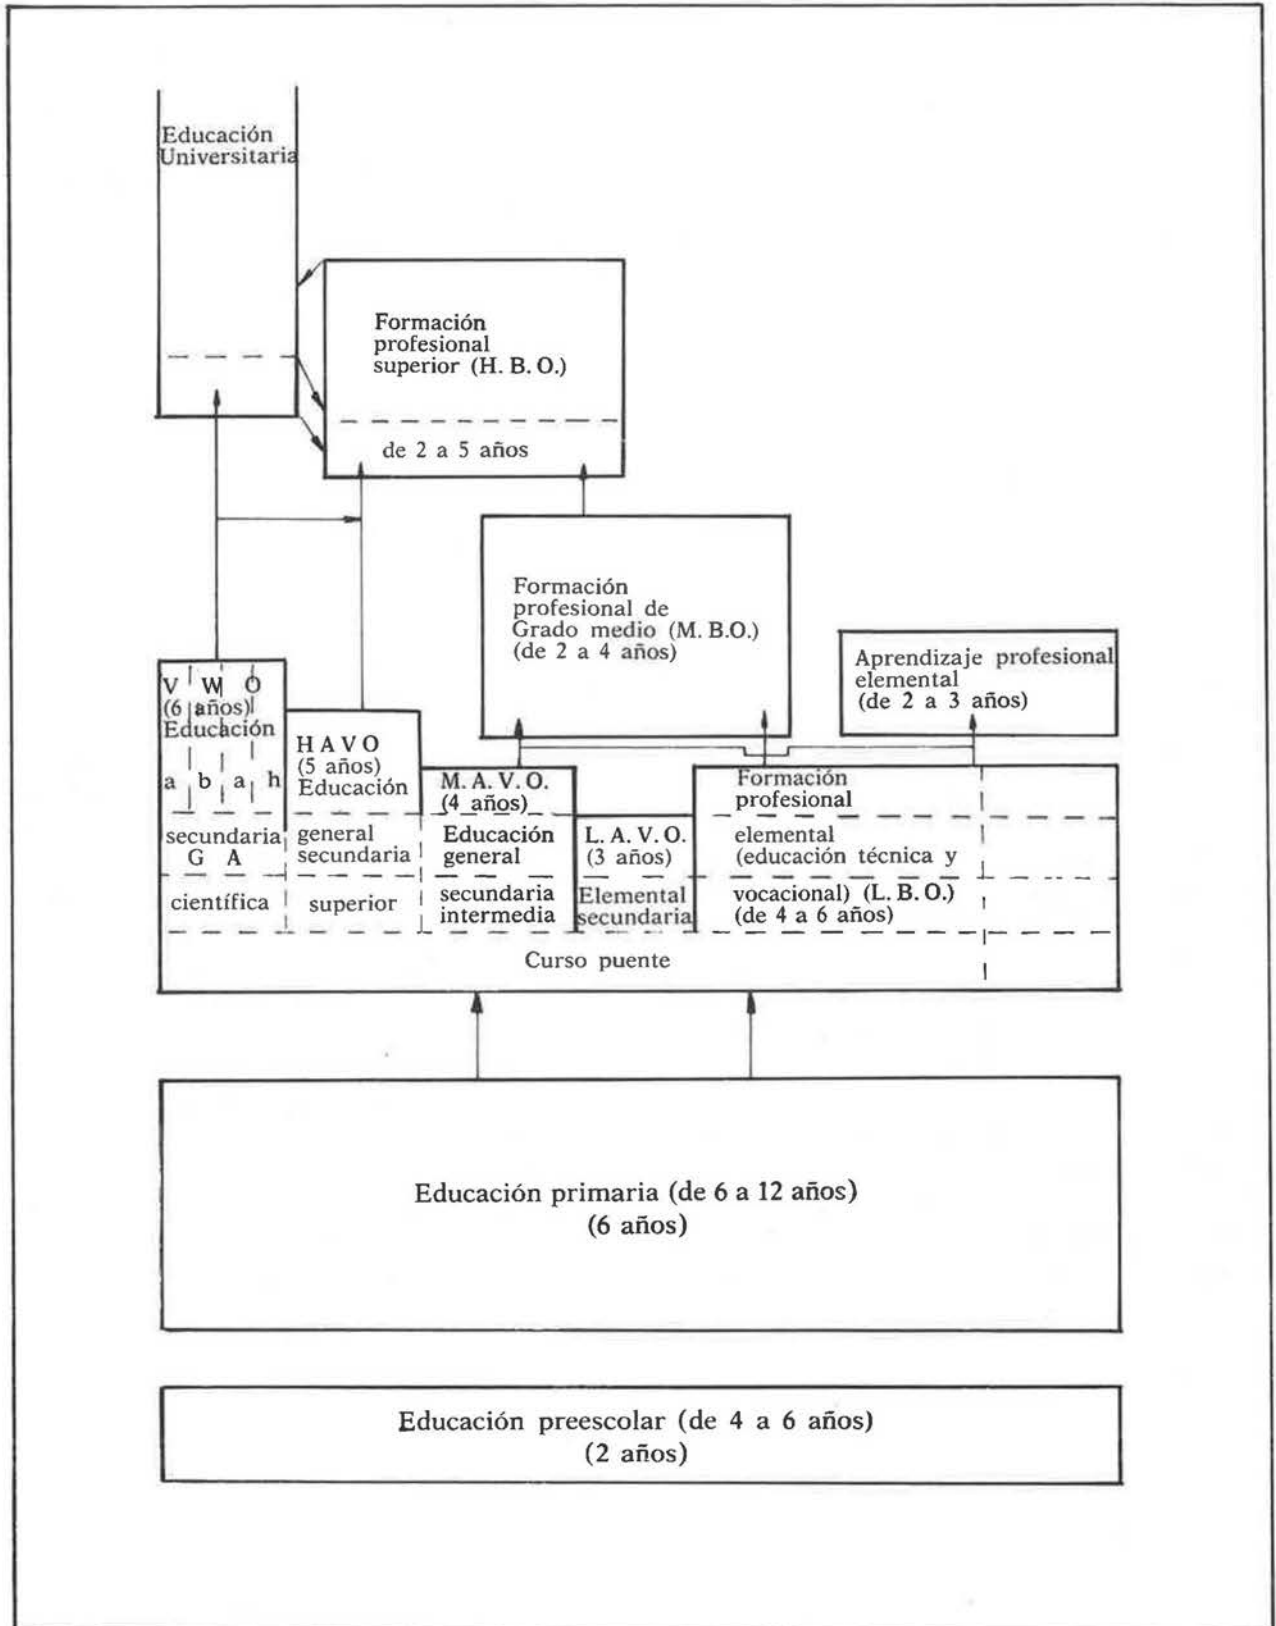 Educación
Universitaria
Formación
profesional
superior (H. B. O.)
de 2 a 5 años
Formación
profesional de
Grado medio (M. B.O.)
(de 2 a 4 años)
Aprendizaje profesional
elemental
(de 2 a 3 años)
V W O
(6 años)
Educación
a b a h
secundaria
G A
científica
H A V O
(5 años)
Educación
general
secundaria
superior
M. A. V. O.
(4 años)
Educación
general
secundaria
intermedia
L. A. V. O.
(3 años)
Elemental
secundaria
Formación
profesional
elemental
(educación técnica y
vocacional) (L. B. O.)
(de 4 a 6 años)
Curso puente
Educación primaria (de 6 a 12 años)
(6 años)
Educación preescolar (de 4 a 6 años)
(2 años)